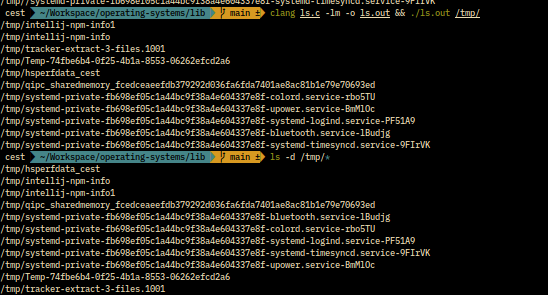 /tmp//systemd-private-fb698ef05c1a44bc9f38a4e604337e8f-systemd-timesyncd.service-9FIrVK
cest ~/Workspace/operating-systems/lib main ± clang ls.c -lm -o ls.out && ./ls.out /tmp/
/tmp/intellij-npm-info1
/tmp/intellij-npm-info
/tmp/tracker-extract-3-files.1001
/tmp/Temp-74fbe6b4-0f25-4b1a-8553-06262efcd2a6
/tmp/hsperfdata_cest
/tmp/qipc_sharedmemory_fcedceaeefdb379292d036fa6fda7401ae8ac81b1e79e70693ed
/tmp/systemd-private-fb698ef05c1a44bc9f38a4e604337e8f-colord.service-rbo5TU
/tmp/systemd-private-fb698ef05c1a44bc9f38a4e604337e8f-upower.service-BmMlOc
/tmp/systemd-private-fb698ef05c1a44bc9f38a4e604337e8f-systemd-logind.service-PF51A9
/tmp/systemd-private-fb698ef05c1a44bc9f38a4e604337e8f-bluetooth.service-lBudjg
/tmp/systemd-private-fb698ef05c1a44bc9f38a4e604337e8f-systemd-timesyncd.service-9FIrVK
cest ~/Workspace/operating-systems/lib main ± ls -d /tmp/*
/tmp/hsperfdata_cest
/tmp/intellij-npm-info
/tmp/intellij-npm-info1
/tmp/qipc_sharedmemory_fcedceaeefdb379292d036fa6fda7401ae8ac81b1e79e70693ed
/tmp/systemd-private-fb698ef05c1a44bc9f38a4e604337e8f-bluetooth.service-lBudjg
/tmp/systemd-private-fb698ef05c1a44bc9f38a4e604337e8f-colord.service-rbo5TU
/tmp/systemd-private-fb698ef05c1a44bc9f38a4e604337e8f-systemd-logind.service-PF51A9
/tmp/systemd-private-fb698ef05c1a44bc9f38a4e604337e8f-systemd-timesyncd.service-9FIrVK
/tmp/systemd-private-fb698ef05c1a44bc9f38a4e604337e8f-upower.service-BmMlOc
/tmp/Temp-74fbe6b4-0f25-4b1a-8553-06262efcd2a6
/tmp/tracker-extract-3-files.1001